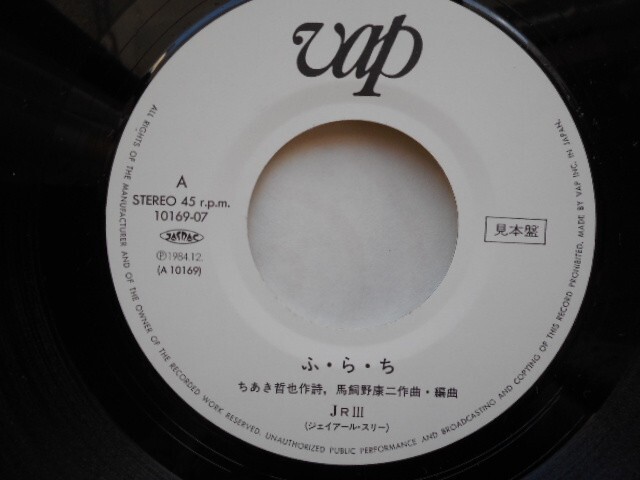 vap
A
STEREO 45 r.p.m.
10169-07
JASRAC
Ⓟ1984.12.
(A 10169)
見本盤
ふ・ら・ち
ちあき哲也作詩, 馬飼野康二作曲・編曲
JRⅢ
(ジェイアール・スリー)
ALL RIGHTS OF THE MANUFACTURER AND OF THE OWNER OF THE RECORDED WORK RESERVED. UNAUTHORIZED PUBLIC PERFORMANCE AND BROADCASTING AND COPYING OF THIS RECORD PROHIBITED. MADE BY VAP INC. IN JAPAN.